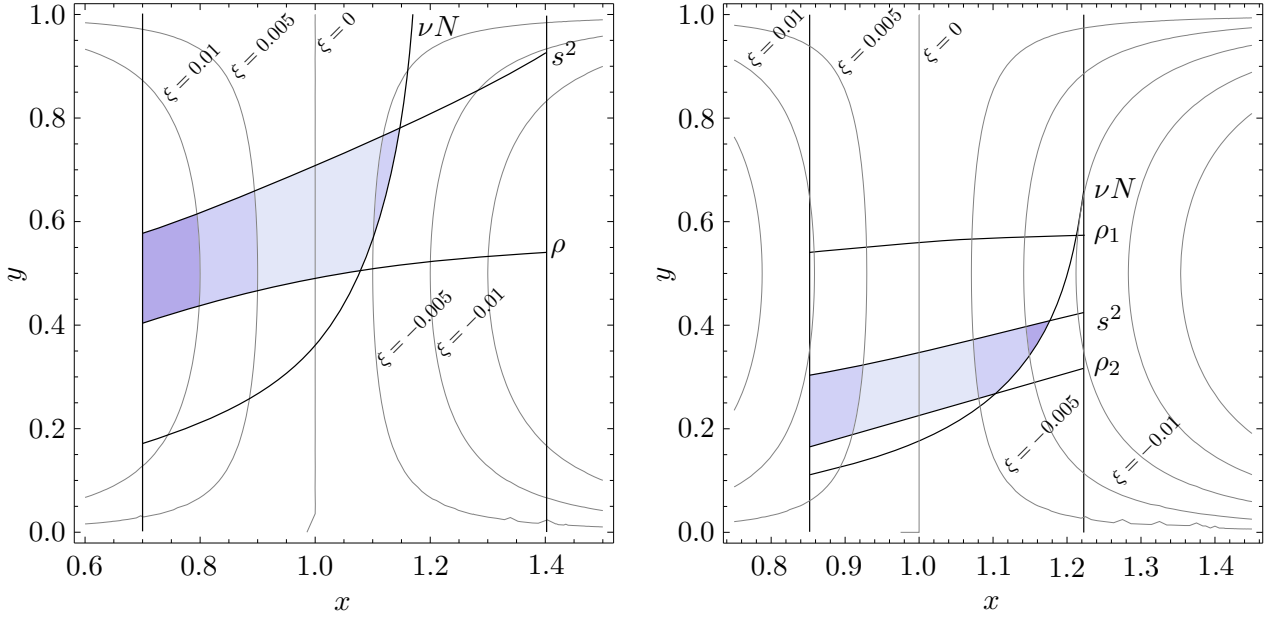 1.0
0.8
0.6
0.4
0.2
0.0
y
0.6
0.8
1.0
1.2
1.4
x
ξ = 0.01
ξ = 0.005
ξ = 0
νN
s²
ρ
ξ = −0.005
ξ = −0.01
1.0
0.8
0.6
0.4
0.2
0.0
y
0.8
0.9
1.0
1.1
1.2
1.3
1.4
x
ξ = 0.01
ξ = 0.005
ξ = 0
νN
ρ₁
s²
ρ₂
ξ = −0.005
ξ = −0.01